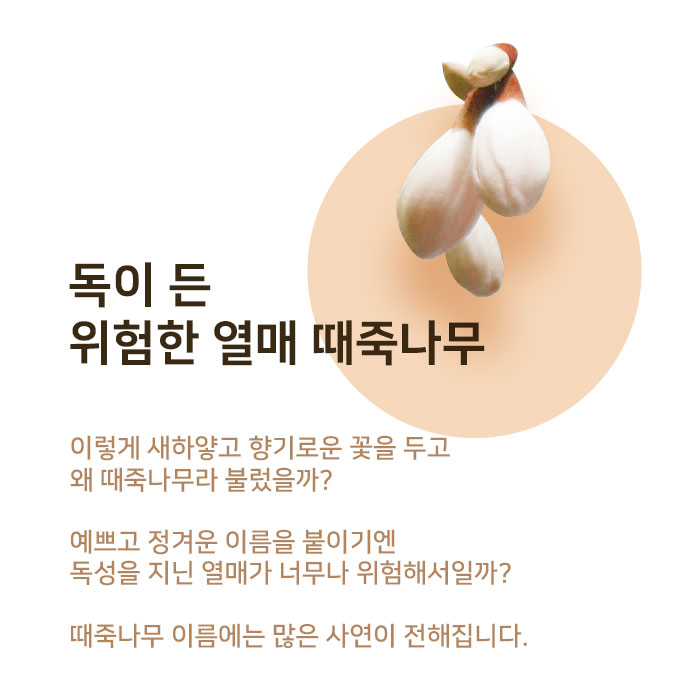 독이 든
위험한 열매 때죽나무
이렇게 새하얗고 향기로운 꽃을 두고
왜 때죽나무라 불렀을까?
예쁘고 정겨운 이름을 붙이기엔
독성을 지닌 열매가 너무나 위험해서일까?
때죽나무 이름에는 많은 사연이 전해집니다.